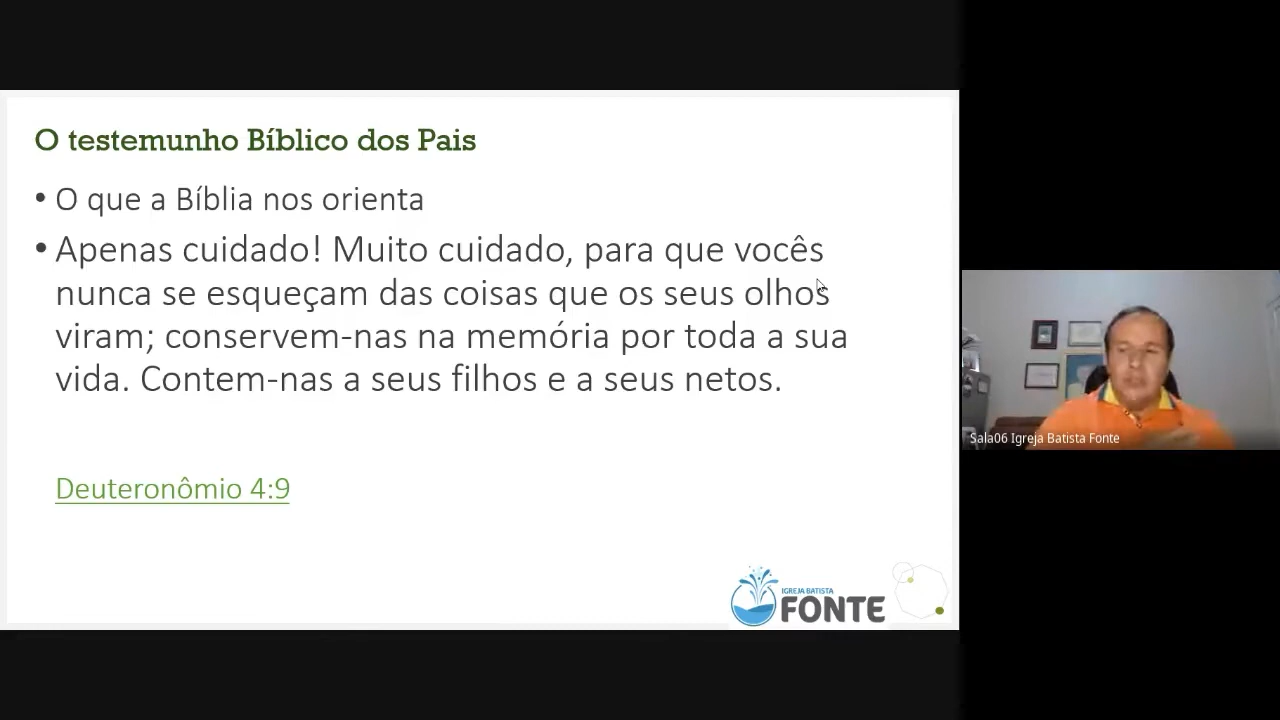 O testemunho Bíblico dos Pais
• O que a Bíblia nos orienta
• Apenas cuidado! Muito cuidado, para que vocês
nunca se esqueçam das coisas que os seus olhos
viram; conservem-nas na memória por toda a sua
vida. Contem-nas a seus filhos e a seus netos.
Deuteronômio 4:9
IGREJA BATISTA
FONTE
Sala06 Igreja Batista Fonte